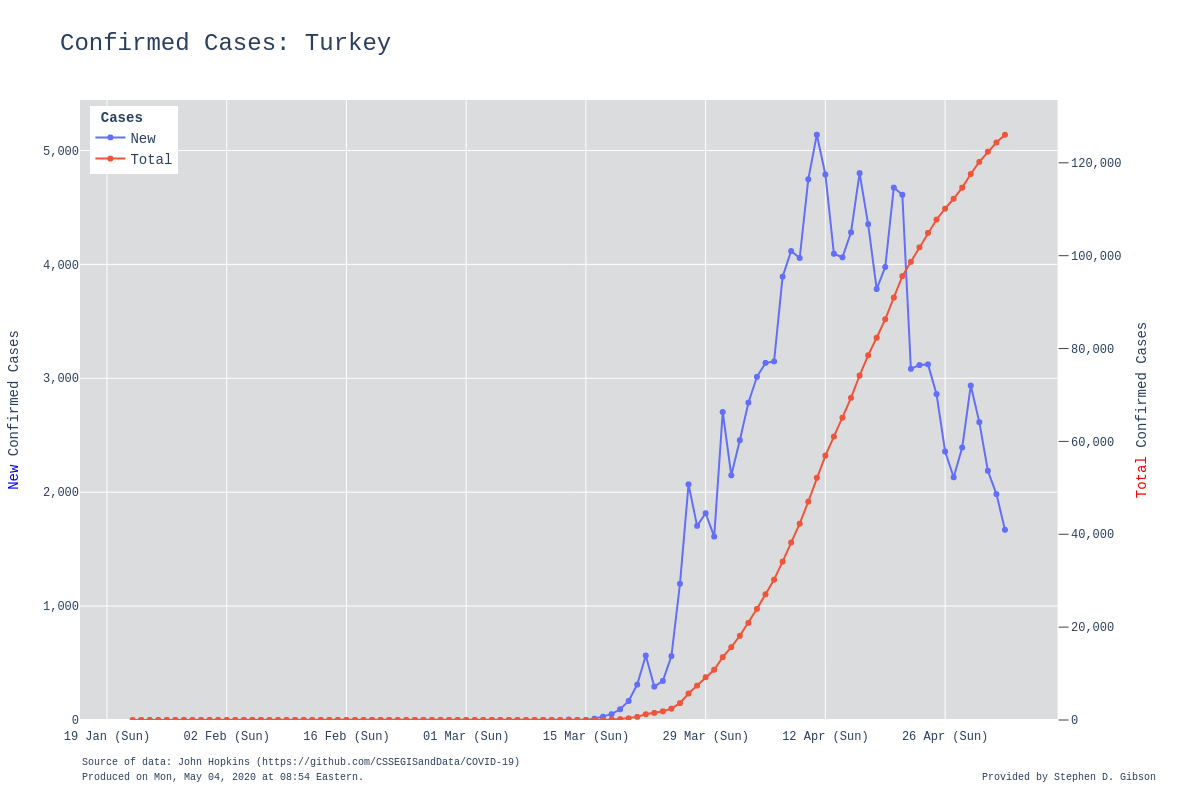 Confirmed Cases: Turkey
Cases
New
Total
5,000
4,000
3,000
2,000
1,000
0
New Confirmed Cases
120,000
100,000
80,000
60,000
40,000
20,000
0
Total Confirmed Cases
19 Jan (Sun) 02 Feb (Sun) 16 Feb (Sun) 01 Mar (Sun) 15 Mar (Sun) 29 Mar (Sun) 12 Apr (Sun) 26 Apr (Sun)
Source of data: John Hopkins (https://github.com/CSSEGISandData/COVID-19)
Produced on Mon, May 04, 2020 at 08:54 Eastern.
Provided by Stephen D. Gibson